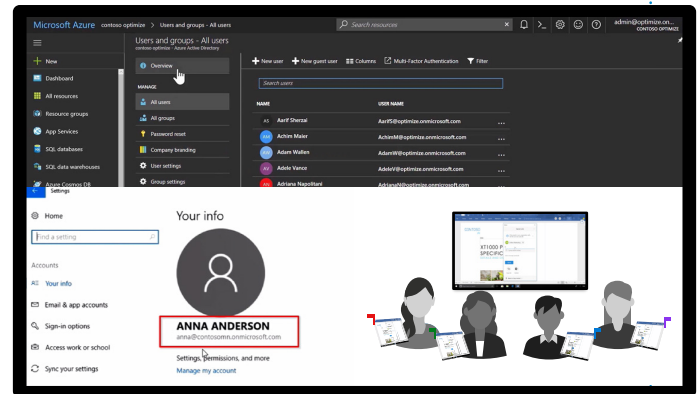 Microsoft Azure contoso optimize > Users and groups - All users
Search resources
admin@optimize.on...
CONTOSO OPTIMIZE
Users and groups - All users
contoso optimize - Azure Active Directory
New
Dashboard
All resources
Resource groups
App Services
SQL databases
SQL data warehouses
Azure Cosmos DB
Overview
MANAGE
All users
All groups
Password reset
Company branding
User settings
Group settings
New user New guest user Columns Multi-Factor Authentication Filter
Search users
NAME USER NAME
AS Aarif Sherzai AarifS@optimize.onmicrosoft.com ...
AM Achim Maier AchimM@optimize.onmicrosoft.com ...
AW Adam Wallen AdamW@optimize.onmicrosoft.com ...
AV Adele Vance AdeleV@optimize.onmicrosoft.com ...
AN Adriana Napolitani AdrianaN@optimize.onmicrosoft.com ...
Settings
Home
Find a setting
Accounts
Your info
Email & app accounts
Sign-in options
Access work or school
Sync your settings
Your info
ANNA ANDERSON
anna@contosomn.onmicrosoft.com
Settings, permissions, and more
Manage my account
XT1000 P
SPECIFIC